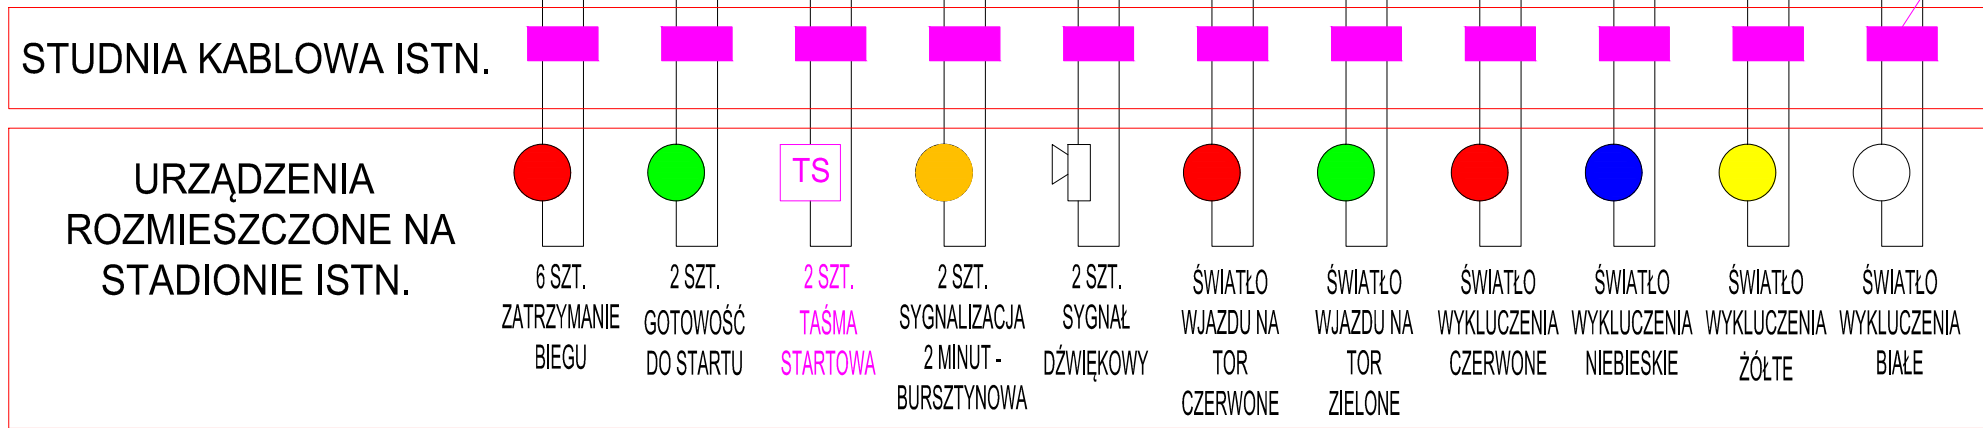 STUDNIA KABLOWA ISTN.
URZĄDZENIA
ROZMIESZCZONE NA
STADIONIE ISTN.
TS
6 SZT.
ZATRZYMANIE
BIEGU
2 SZT.
GOTOWOŚĆ
DO STARTU
2 SZT.
TAŚMA
STARTOWA
2 SZT.
SYGNALIZACJA
2 MINUT -
BURSZTYNOWA
2 SZT.
SYGNAŁ
DŹWIĘKOWY
ŚWIATŁO
WJAZDU NA
TOR
CZERWONE
ŚWIATŁO
WJAZDU NA
TOR
ZIELONE
ŚWIATŁO
WYKLUCZENIA
CZERWONE
ŚWIATŁO
WYKLUCZENIA
NIEBIESKIE
ŚWIATŁO
WYKLUCZENIA
ŻÓŁTE
ŚWIATŁO
WYKLUCZENIA
BIAŁE